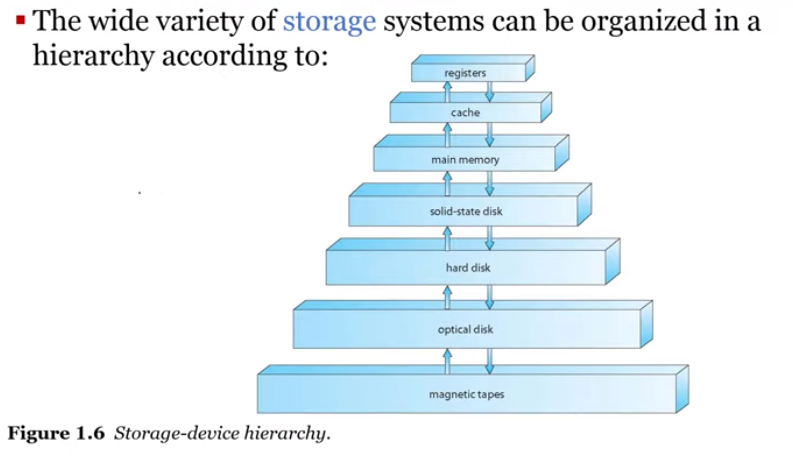 ▪ The wide variety of storage systems can be organized in a
hierarchy according to:
registers
cache
main memory
solid-state disk
hard disk
optical disk
magnetic tapes
Figure 1.6 Storage-device hierarchy.